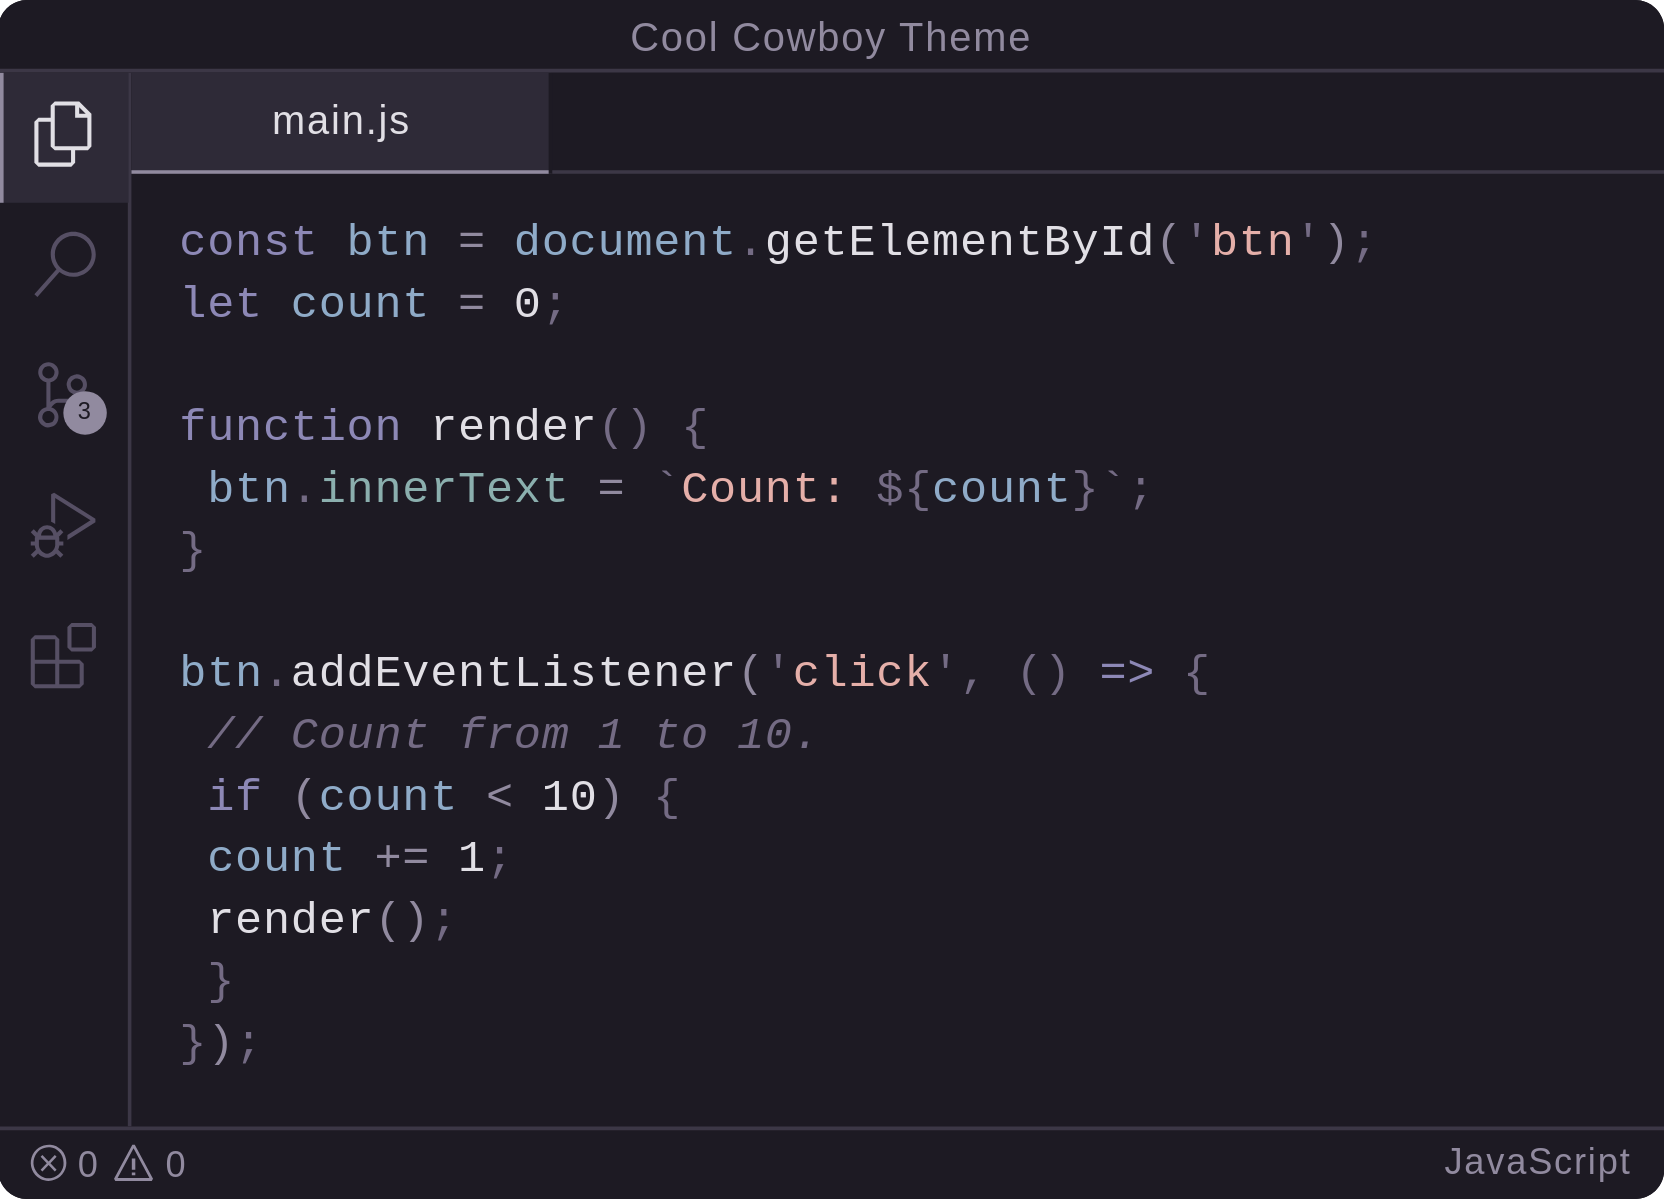 Cool Cowboy Theme
main.js
const btn = document.getElementById('btn');
let count = 0;
function render() {
 btn.innerText = `Count: ${count}`;
}
btn.addEventListener('click', () => {
 // Count from 1 to 10.
 if (count < 10) {
 count += 1;
 render();
 }
});
3
0 0
JavaScript